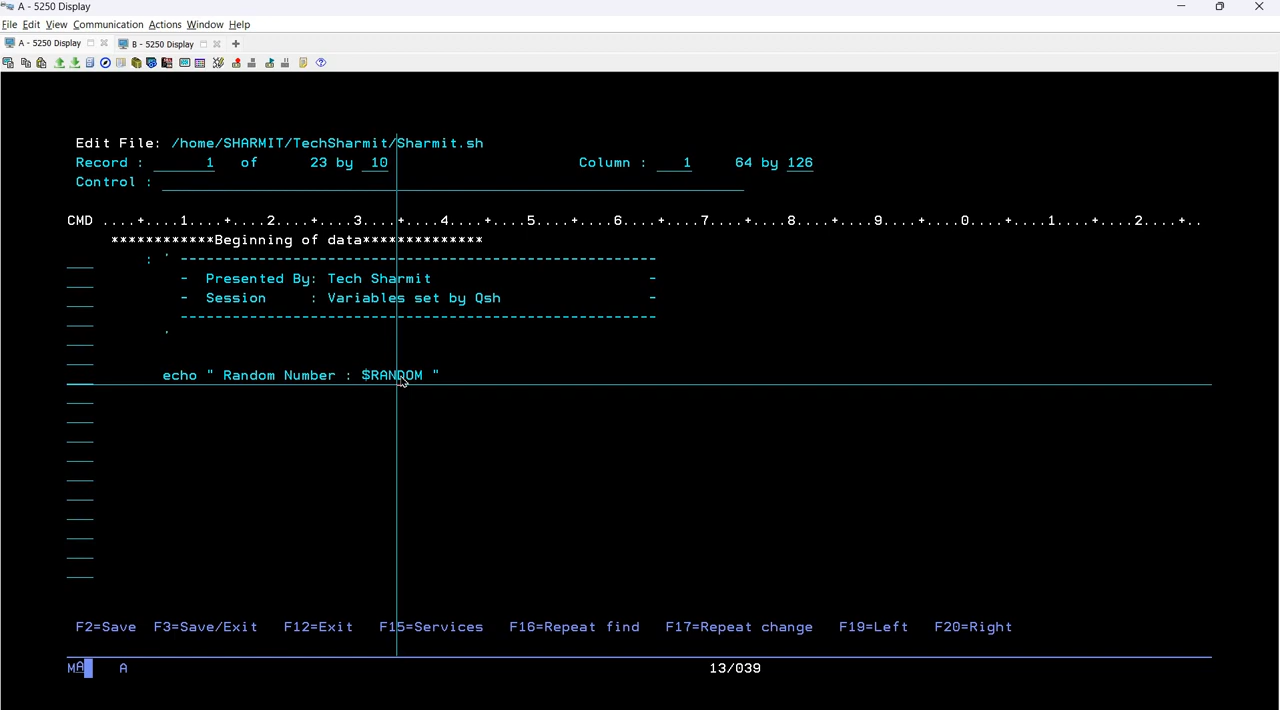 A - 5250 Display
File Edit View Communication Actions Window Help
A - 5250 Display B - 5250 Display
Edit File: /home/SHARMIT/TechSharmit/Sharmit.sh
Record : 1 of 23 by 10 Column : 1 64 by 126
Control :
CMD ....+....1....+....2....+....3....+....4....+....5....+....6....+....7....+....8....+....9....+....0....+....1....+....2....+..
************Beginning of data**************
: ' -------------------------------------------------------
- Presented By: Tech Sharmit -
- Session : Variables set by Qsh -
-------------------------------------------------------
'
echo " Random Number : $RANDOM "
F2=Save F3=Save/Exit F12=Exit F15=Services F16=Repeat find F17=Repeat change F19=Left F20=Right
MA A 13/039